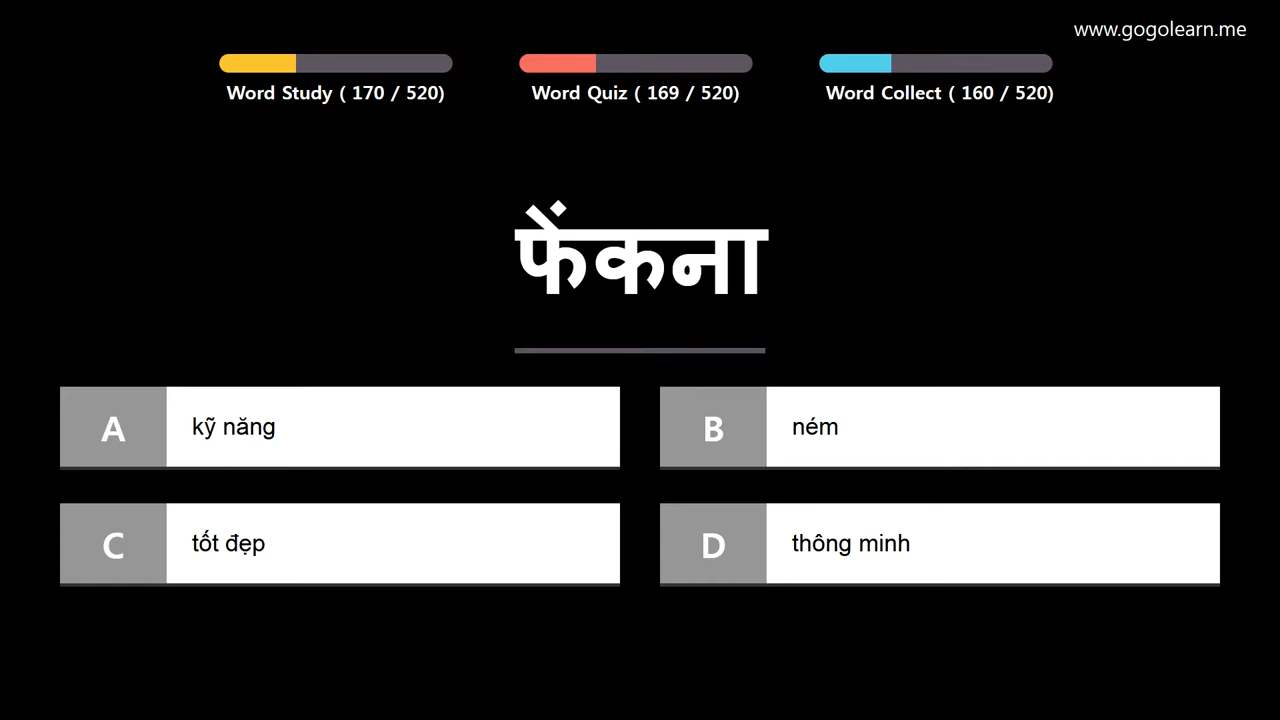 www.gogolearn.me
Word Study ( 170 / 520)
Word Quiz ( 169 / 520)
Word Collect ( 160 / 520)
फेंकना
A
kỹ năng
B
ném
C
tốt đẹp
D
thông minh